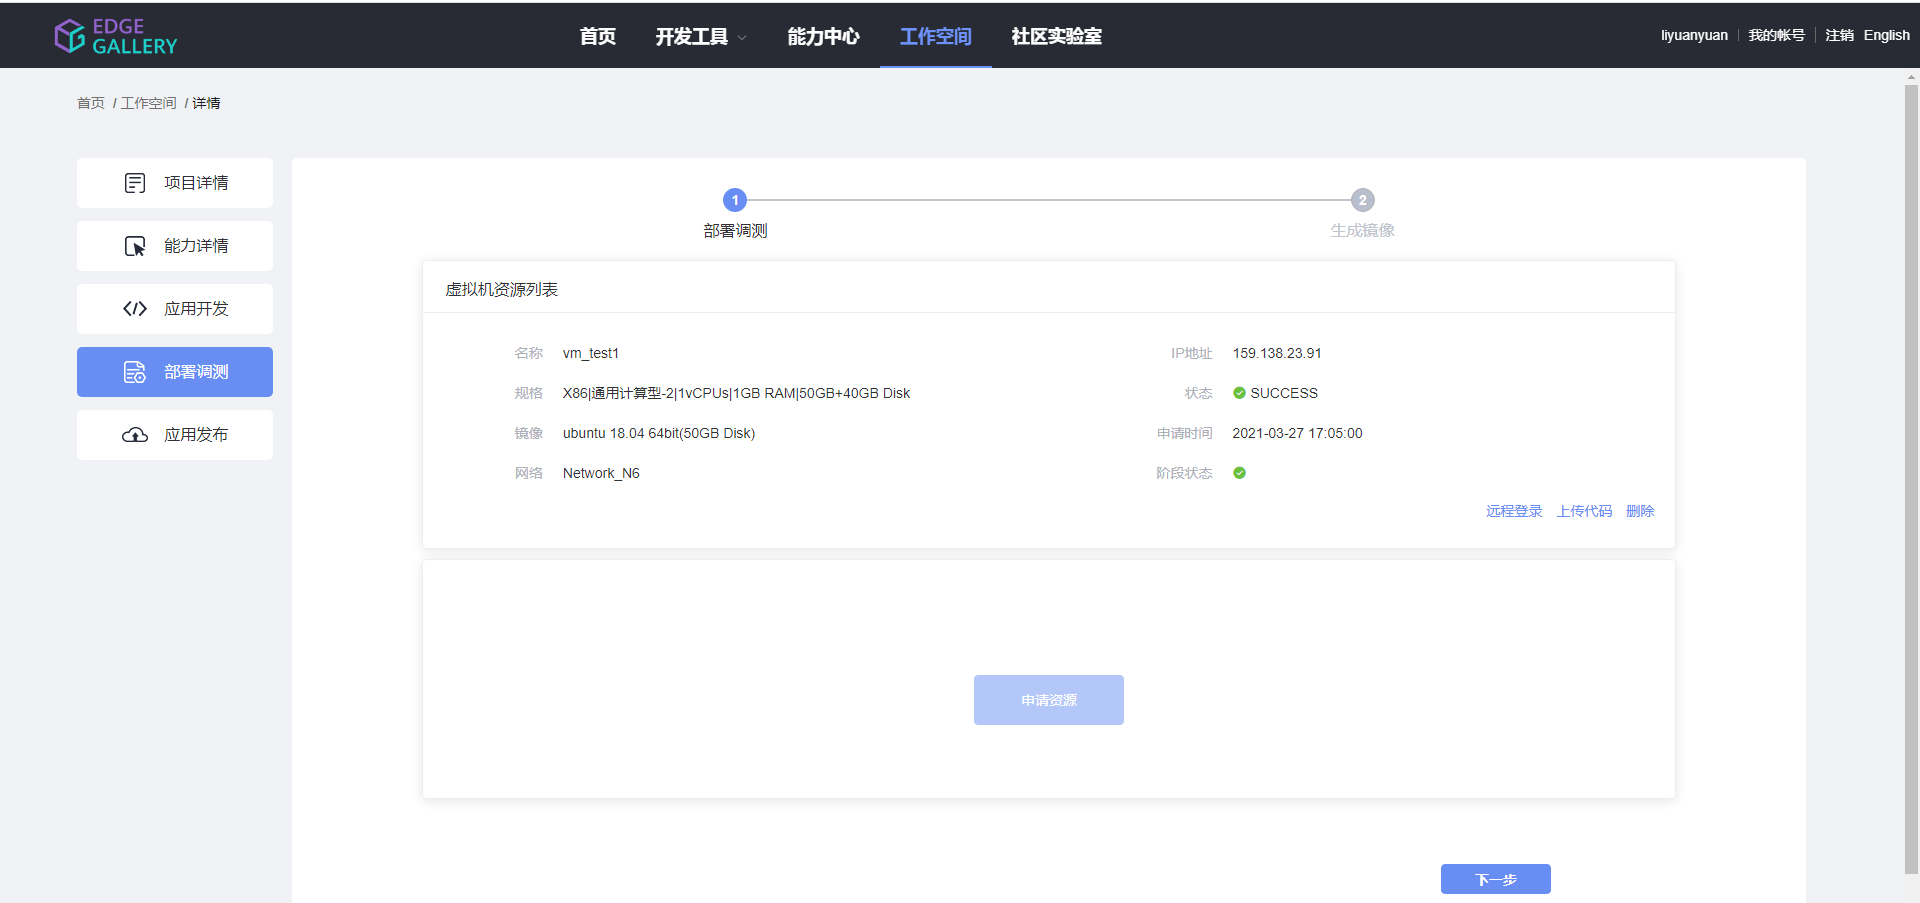 EDGE GALLERY
首页 开发工具 能力中心 工作空间 社区实验室
liyuanyuan 我的帐号 注销 English
首页 / 工作空间 / 详情
项目详情
能力详情
应用开发
部署调测
应用发布
1 2
部署调测 生成镜像
虚拟机资源列表
名称 vm_test1 IP地址 159.138.23.91
规格 X86|通用计算型-2|1vCPUs|1GB RAM|50GB+40GB Disk 状态 SUCCESS
镜像 ubuntu 18.04 64bit(50GB Disk) 申请时间 2021-03-27 17:05:00
网络 Network_N6 阶段状态
远程登录 上传代码 删除
申请资源
下一步